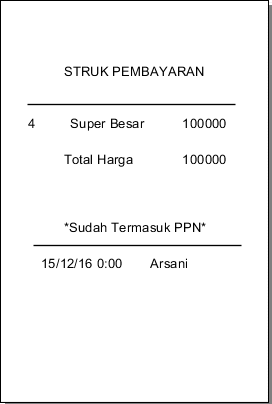 STRUK PEMBAYARAN
4 Super Besar 100000
Total Harga 100000
*Sudah Termasuk PPN*
15/12/16 0:00 Arsani